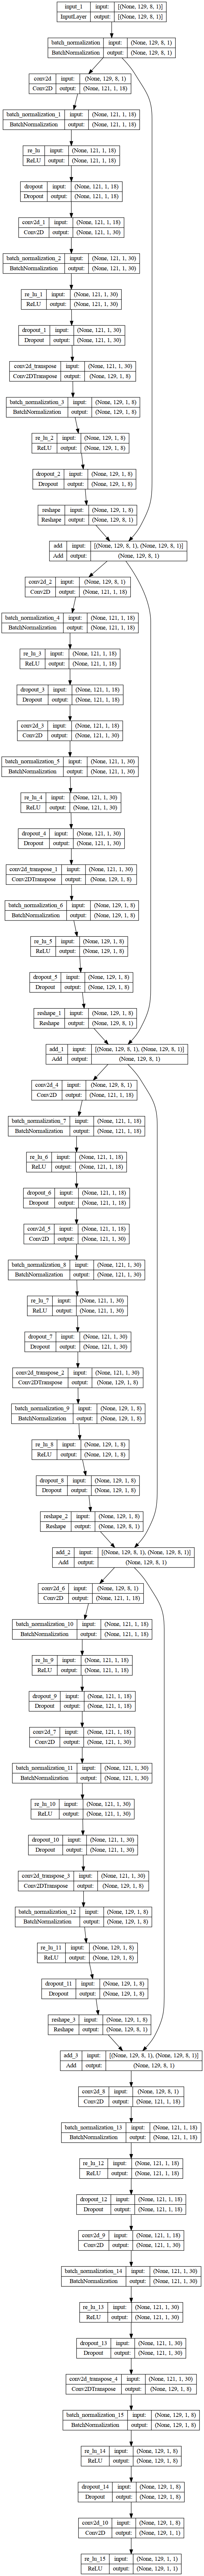 input_1 input: [(None, 129, 8, 1)]
InputLayer output: [(None, 129, 8, 1)]
batch_normalization input: (None, 129, 8, 1)
BatchNormalization output: (None, 129, 8, 1)
conv2d input: (None, 129, 8, 1)
Conv2D output: (None, 121, 1, 18)
batch_normalization_1 input: (None, 121, 1, 18)
BatchNormalization output: (None, 121, 1, 18)
re_lu input: (None, 121, 1, 18)
ReLU output: (None, 121, 1, 18)
dropout input: (None, 121, 1, 18)
Dropout output: (None, 121, 1, 18)
conv2d_1 input: (None, 121, 1, 18)
Conv2D output: (None, 121, 1, 30)
batch_normalization_2 input: (None, 121, 1, 30)
BatchNormalization output: (None, 121, 1, 30)
re_lu_1 input: (None, 121, 1, 30)
ReLU output: (None, 121, 1, 30)
dropout_1 input: (None, 121, 1, 30)
Dropout output: (None, 121, 1, 30)
conv2d_transpose input: (None, 121, 1, 30)
Conv2DTranspose output: (None, 129, 1, 8)
batch_normalization_3 input: (None, 129, 1, 8)
BatchNormalization output: (None, 129, 1, 8)
re_lu_2 input: (None, 129, 1, 8)
ReLU output: (None, 129, 1, 8)
dropout_2 input: (None, 129, 1, 8)
Dropout output: (None, 129, 1, 8)
reshape input: (None, 129, 1, 8)
Reshape output: (None, 129, 8, 1)
add input: [(None, 129, 8, 1), (None, 129, 8, 1)]
Add output: (None, 129, 8, 1)
conv2d_2 input: (None, 129, 8, 1)
Conv2D output: (None, 121, 1, 18)
batch_normalization_4 input: (None, 121, 1, 18)
BatchNormalization output: (None, 121, 1, 18)
re_lu_3 input: (None, 121, 1, 18)
ReLU output: (None, 121, 1, 18)
dropout_3 input: (None, 121, 1, 18)
Dropout output: (None, 121, 1, 18)
conv2d_3 input: (None, 121, 1, 18)
Conv2D output: (None, 121, 1, 30)
batch_normalization_5 input: (None, 121, 1, 30)
BatchNormalization output: (None, 121, 1, 30)
re_lu_4 input: (None, 121, 1, 30)
ReLU output: (None, 121, 1, 30)
dropout_4 input: (None, 121, 1, 30)
Dropout output: (None, 121, 1, 30)
conv2d_transpose_1 input: (None, 121, 1, 30)
Conv2DTranspose output: (None, 129, 1, 8)
batch_normalization_6 input: (None, 129, 1, 8)
BatchNormalization output: (None, 129, 1, 8)
re_lu_5 input: (None, 129, 1, 8)
ReLU output: (None, 129, 1, 8)
dropout_5 input: (None, 129, 1, 8)
Dropout output: (None, 129, 1, 8)
reshape_1 input: (None, 129, 1, 8)
Reshape output: (None, 129, 8, 1)
add_1 input: [(None, 129, 8, 1), (None, 129, 8, 1)]
Add output: (None, 129, 8, 1)
conv2d_4 input: (None, 129, 8, 1)
Conv2D output: (None, 121, 1, 18)
batch_normalization_7 input: (None, 121, 1, 18)
BatchNormalization output: (None, 121, 1, 18)
re_lu_6 input: (None, 121, 1, 18)
ReLU output: (None, 121, 1, 18)
dropout_6 input: (None, 121, 1, 18)
Dropout output: (None, 121, 1, 18)
conv2d_5 input: (None, 121, 1, 18)
Conv2D output: (None, 121, 1, 30)
batch_normalization_8 input: (None, 121, 1, 30)
BatchNormalization output: (None, 121, 1, 30)
re_lu_7 input: (None, 121, 1, 30)
ReLU output: (None, 121, 1, 30)
dropout_7 input: (None, 121, 1, 30)
Dropout output: (None, 121, 1, 30)
conv2d_transpose_2 input: (None, 121, 1, 30)
Conv2DTranspose output: (None, 129, 1, 8)
batch_normalization_9 input: (None, 129, 1, 8)
BatchNormalization output: (None, 129, 1, 8)
re_lu_8 input: (None, 129, 1, 8)
ReLU output: (None, 129, 1, 8)
dropout_8 input: (None, 129, 1, 8)
Dropout output: (None, 129, 1, 8)
reshape_2 input: (None, 129, 1, 8)
Reshape output: (None, 129, 8, 1)
add_2 input: [(None, 129, 8, 1), (None, 129, 8, 1)]
Add output: (None, 129, 8, 1)
conv2d_6 input: (None, 129, 8, 1)
Conv2D output: (None, 121, 1, 18)
batch_normalization_10 input: (None, 121, 1, 18)
BatchNormalization output: (None, 121, 1, 18)
re_lu_9 input: (None, 121, 1, 18)
ReLU output: (None, 121, 1, 18)
dropout_9 input: (None, 121, 1, 18)
Dropout output: (None, 121, 1, 18)
conv2d_7 input: (None, 121, 1, 18)
Conv2D output: (None, 121, 1, 30)
batch_normalization_11 input: (None, 121, 1, 30)
BatchNormalization output: (None, 121, 1, 30)
re_lu_10 input: (None, 121, 1, 30)
ReLU output: (None, 121, 1, 30)
dropout_10 input: (None, 121, 1, 30)
Dropout output: (None, 121, 1, 30)
conv2d_transpose_3 input: (None, 121, 1, 30)
Conv2DTranspose output: (None, 129, 1, 8)
batch_normalization_12 input: (None, 129, 1, 8)
BatchNormalization output: (None, 129, 1, 8)
re_lu_11 input: (None, 129, 1, 8)
ReLU output: (None, 129, 1, 8)
dropout_11 input: (None, 129, 1, 8)
Dropout output: (None, 129, 1, 8)
reshape_3 input: (None, 129, 1, 8)
Reshape output: (None, 129, 8, 1)
add_3 input: [(None, 129, 8, 1), (None, 129, 8, 1)]
Add output: (None, 129, 8, 1)
conv2d_8 input: (None, 129, 8, 1)
Conv2D output: (None, 121, 1, 18)
batch_normalization_13 input: (None, 121, 1, 18)
BatchNormalization output: (None, 121, 1, 18)
re_lu_12 input: (None, 121, 1, 18)
ReLU output: (None, 121, 1, 18)
dropout_12 input: (None, 121, 1, 18)
Dropout output: (None, 121, 1, 18)
conv2d_9 input: (None, 121, 1, 18)
Conv2D output: (None, 121, 1, 30)
batch_normalization_14 input: (None, 121, 1, 30)
BatchNormalization output: (None, 121, 1, 30)
re_lu_13 input: (None, 121, 1, 30)
ReLU output: (None, 121, 1, 30)
dropout_13 input: (None, 121, 1, 30)
Dropout output: (None, 121, 1, 30)
conv2d_transpose_4 input: (None, 121, 1, 30)
Conv2DTranspose output: (None, 129, 1, 8)
batch_normalization_15 input: (None, 129, 1, 8)
BatchNormalization output: (None, 129, 1, 8)
re_lu_14 input: (None, 129, 1, 8)
ReLU output: (None, 129, 1, 8)
dropout_14 input: (None, 129, 1, 8)
Dropout output: (None, 129, 1, 8)
conv2d_10 input: (None, 129, 1, 8)
Conv2D output: (None, 129, 1, 1)
re_lu_15 input: (None, 129, 1, 1)
ReLU output: (None, 129, 1, 1)